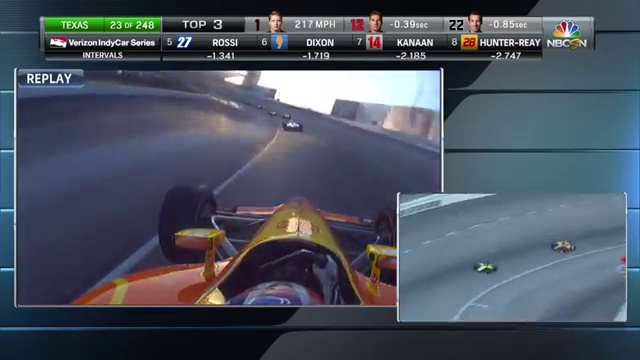 TEXAS 23 OF 248 TOP 3 1 217 MPH 12 -0.39sec 22 -0.85sec
Verizon IndyCar Series 5 27 ROSSI 6 9 DIXON 7 14 KANAAN 8 28 HUNTER-REAY NBCSN
INTERVALS -1.341 -1.719 -2.185 -2.747
REPLAY